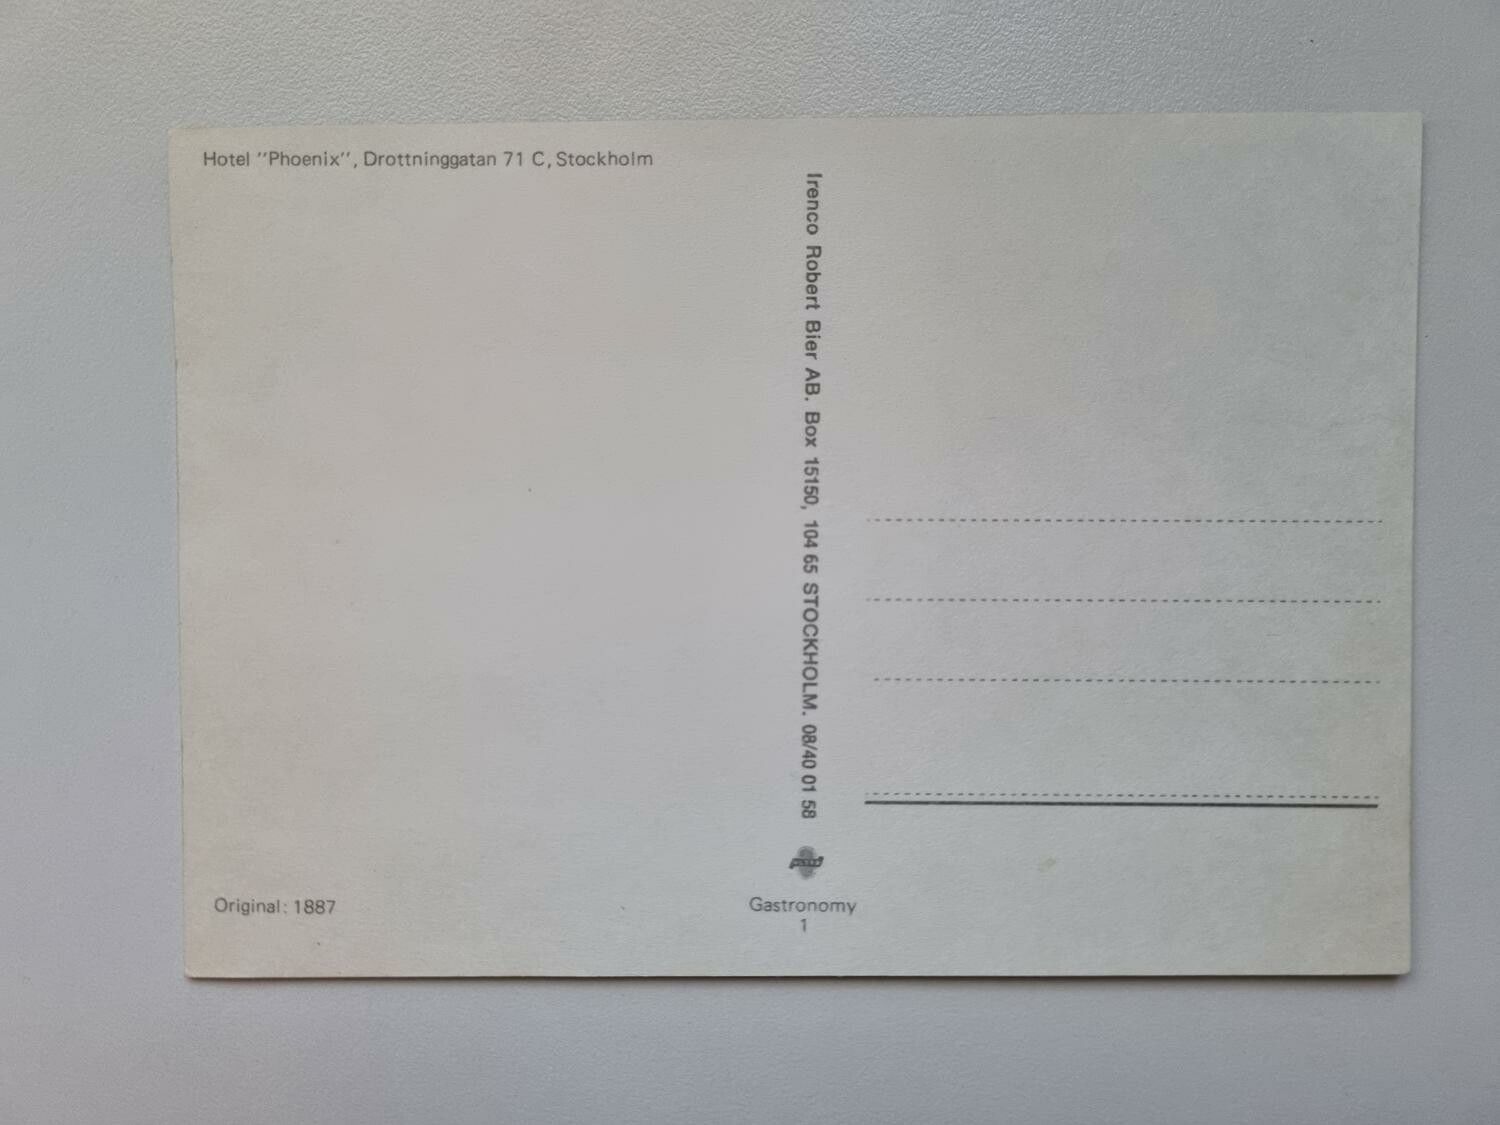 Hotel ''Phoenix'', Drottninggatan 71 C, Stockholm
Irenco Robert Bier AB. Box 15150, 104 65 STOCKHOLM. 08/40 01 58
Original: 1887
Gastronomy
1